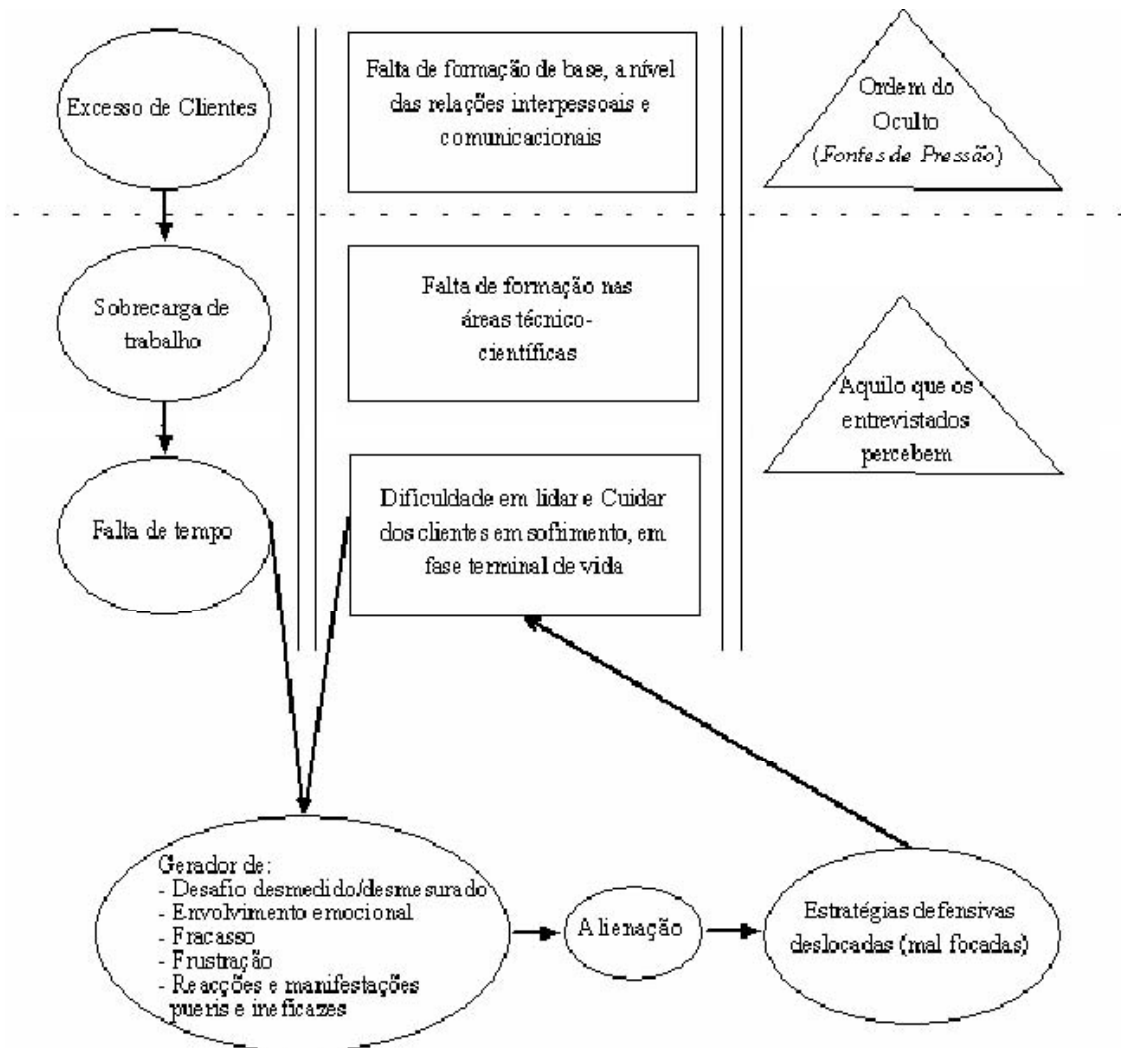 Excesso de Clientes
Falta de formação de base, a nível
das relações interpessoais e
comunicacionais
Ordem do
Oculto
(Fontes de Pressão)
Sobrecarga de
trabalho
Falta de formação nas
áreas técnico-
científicas
Aquilo que os
entrevistados
percebem
Falta de tempo
Dificuldade em lidar e Cuidar
dos clientes em sofrimento, em
fase terminal de vida
Gerador de:
- Desafio desmedido/desmesurado
- Envolvimento emocional
- Fracasso
- Frustração
- Reacções e manifestações
pueris e ineficazes
Alienação
Estratégias defensivas
deslocadas (mal focadas)